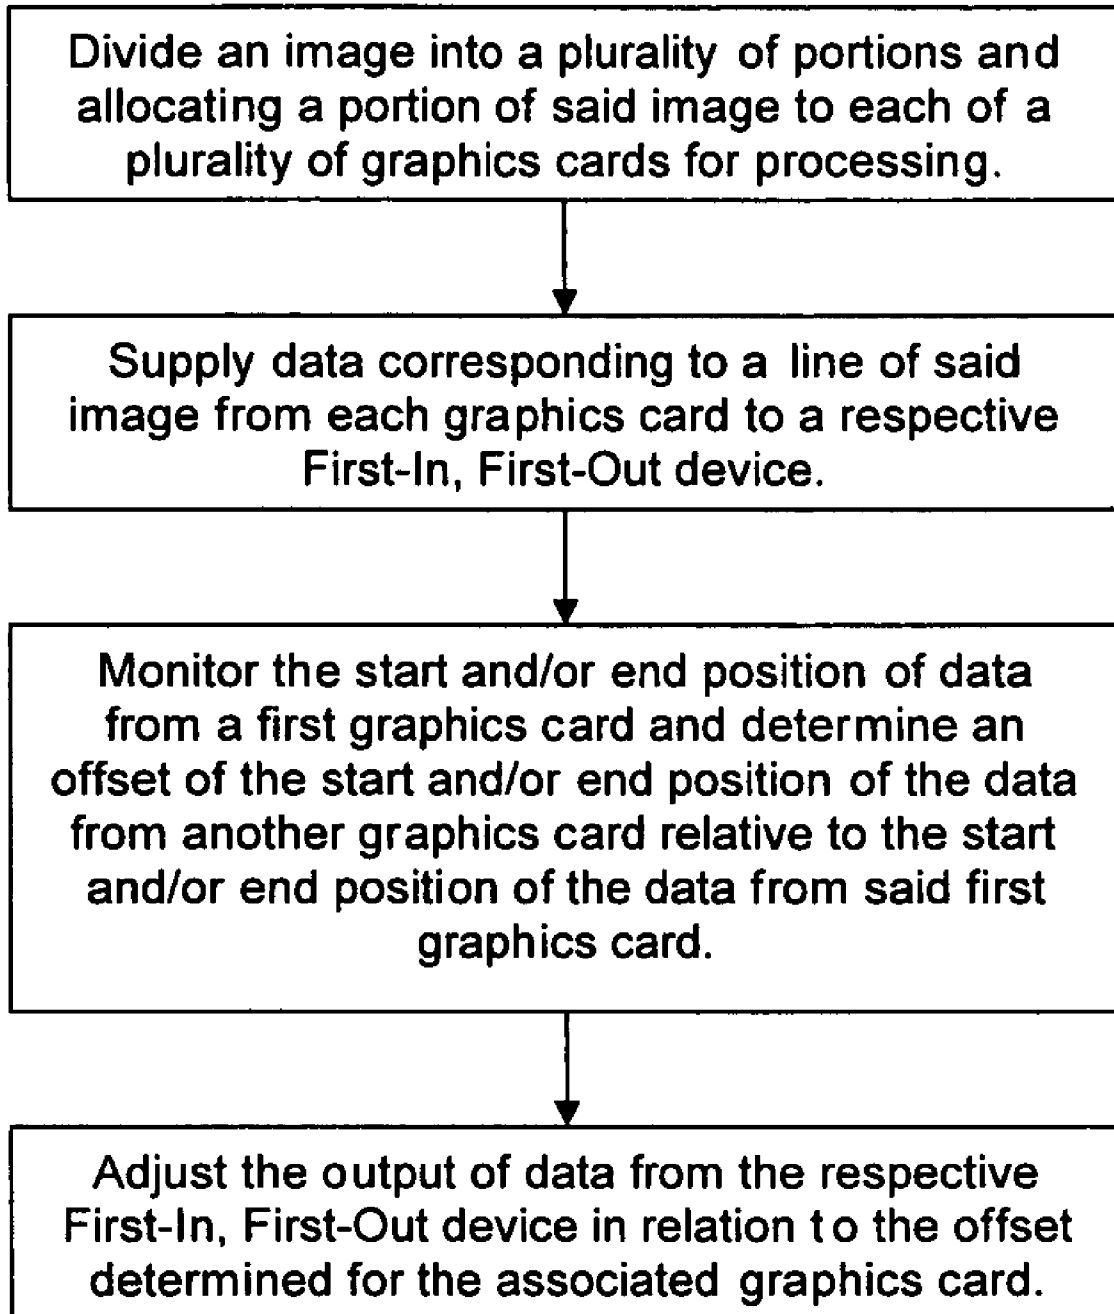 Divide an image into a plurality of portions and
allocating a portion of said image to each of a
plurality of graphics cards for processing.
Supply data corresponding to a line of said
image from each graphics card to a respective
First-In, First-Out device.
Monitor the start and/or end position of data
from a first graphics card and determine an
offset of the start and/or end position of the data
from another graphics card relative to the start
and/or end position of the data from said first
graphics card.
Adjust the output of data from the respective
First-In, First-Out device in relation to the offset
determined for the associated graphics card.